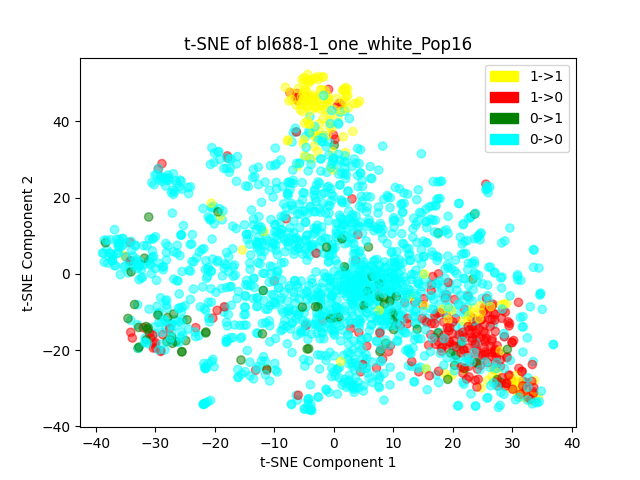 t-SNE of bl688-1_one_white_Pop16
1->1
1->0
0->1
0->0
40
20
0
−20
−40
t-SNE Component 2
−40 −30 −20 −10 0 10 20 30 40
t-SNE Component 1